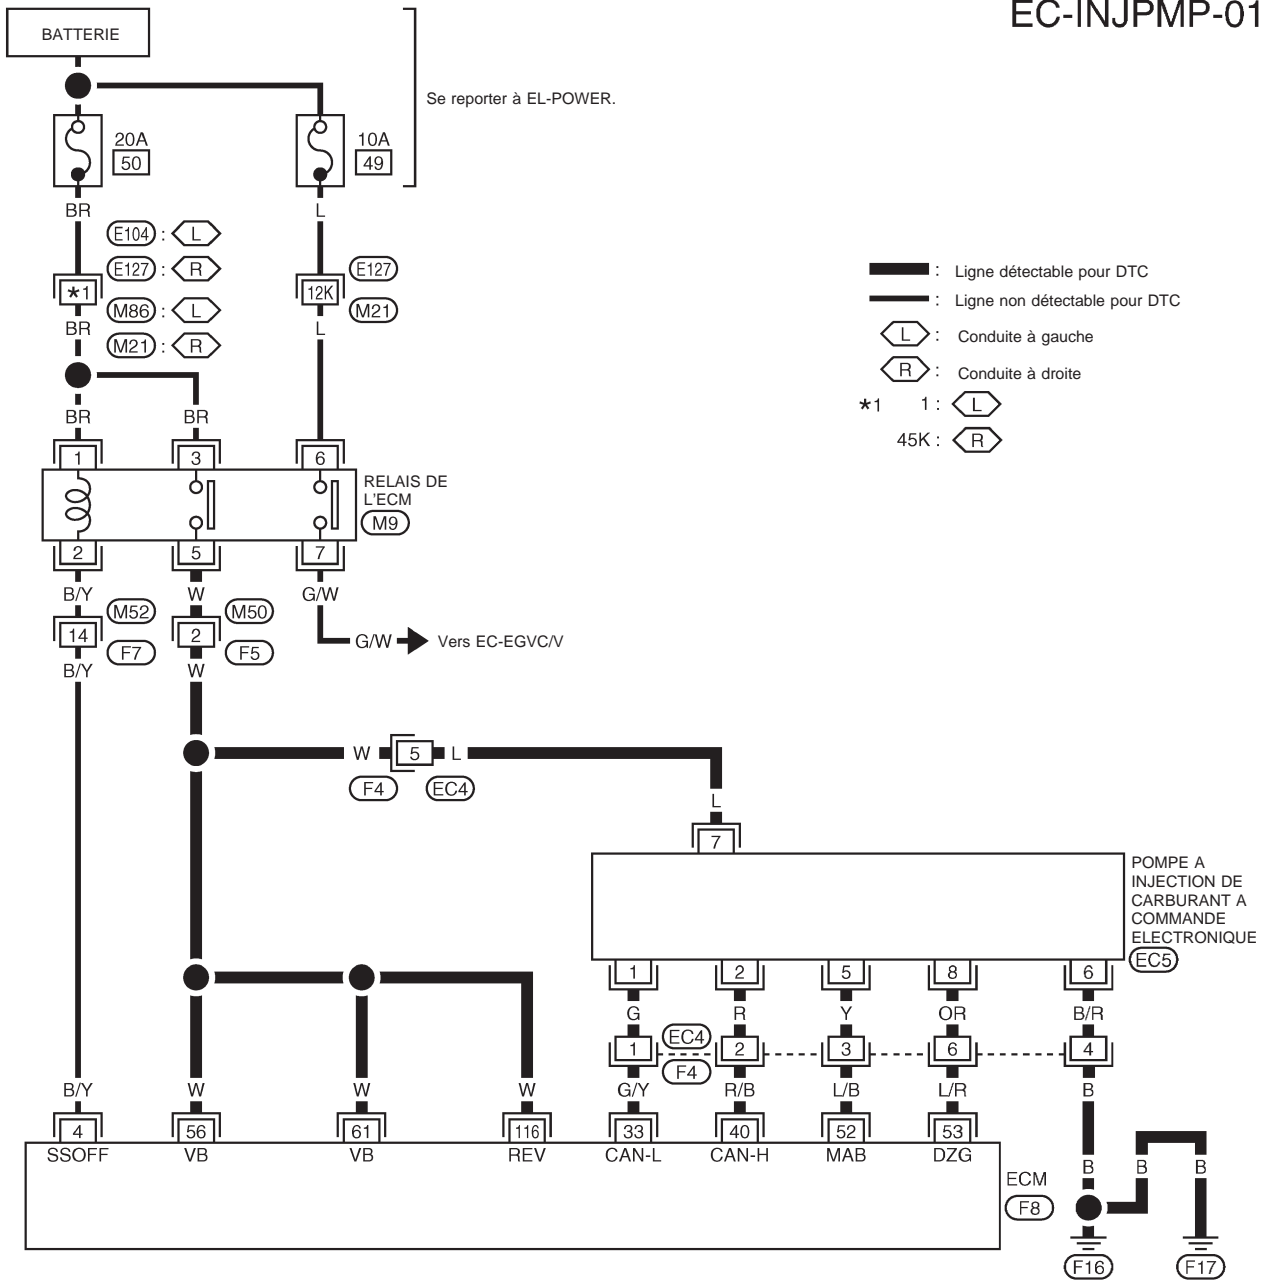 EC-INJPMP-01
BATTERIE
Se reporter à EL-POWER.
20A
50
10A
49
BR
L
E104 : L
E127 : R
E127
*1
12K
M86 : L
M21
BR
L
M21 : R
: Ligne détectable pour DTC
: Ligne non détectable pour DTC
L : Conduite à gauche
R : Conduite à droite
*1 1 : L
45K : R
BR BR
1 3 6
RELAIS DE
L'ECM
M9
2 5 7
B/Y W G/W
M52 M50
14 2
F7 F5
G/W Vers EC-EGVC/V
B/Y W
W 5 L
F4 EC4
L
7
POMPE A
INJECTION DE
CARBURANT A
COMMANDE
ELECTRONIQUE
EC5
1 2 5 8 6
G R Y OR B/R
EC4
1 2 3 6 4
F4
B/Y W W W G/Y R/B L/B L/R B
4 56 61 116 33 40 52 53
SSOFF VB VB REV CAN-L CAN-H MAB DZG
B B B
ECM
F8
F16 F17